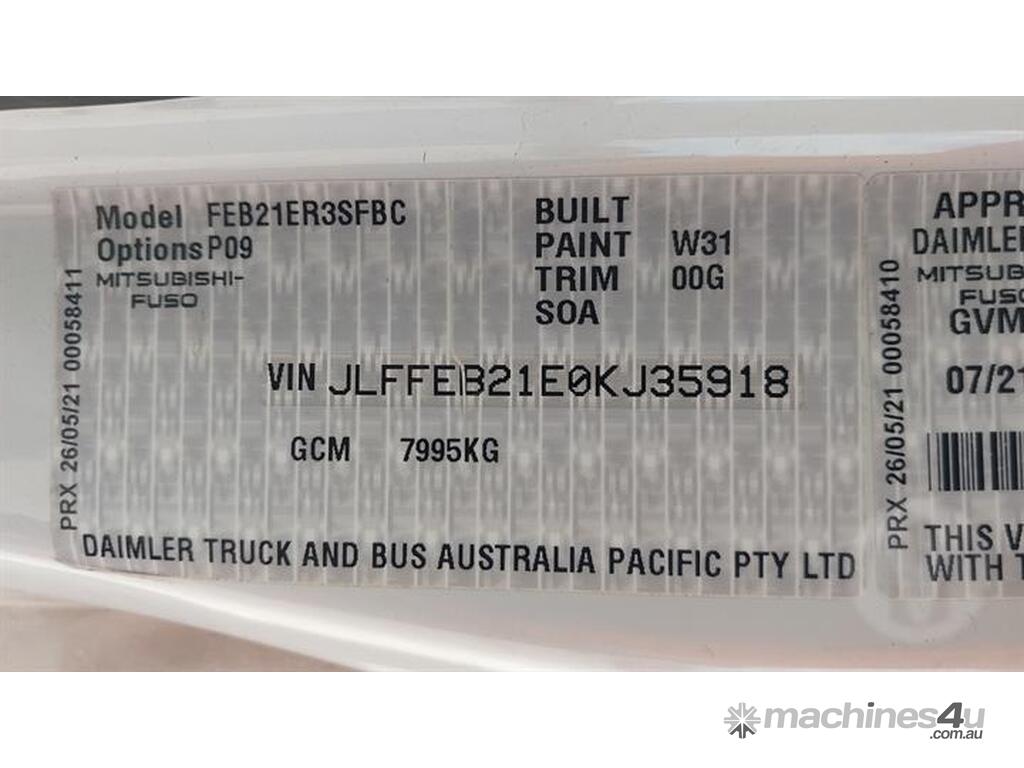 Model FEB21ER3SFBC
Options P09
MITSUBISHI-
FUSO
BUILT
PAINT W31
TRIM 00G
SOA
VIN JLFFEB21E0KJ35918
GCM 7995KG
DAIMLER TRUCK AND BUS AUSTRALIA PACIFIC PTY LTD
PRX 26/05/21 00058411
PRX 26/05/21 00058410
APPR
DAIMLER
MITSUB
FUSO
GVM
07/21
THIS V
WITH T
machines4u
.com.au